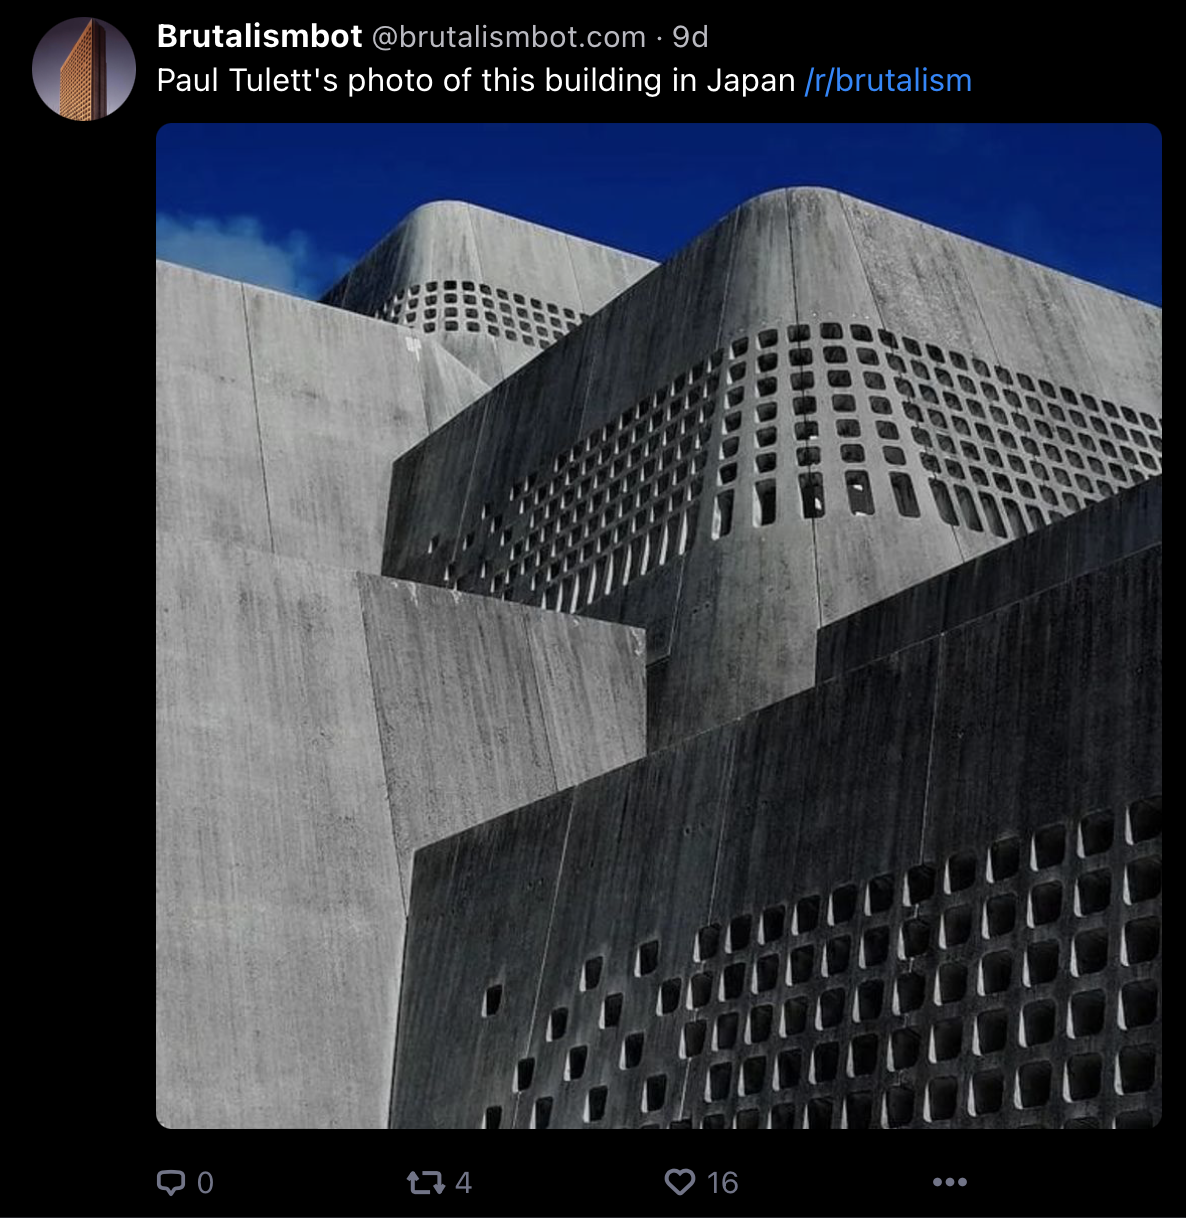 Brutalismbot @brutalismbot.com · 9d
Paul Tulett's photo of this building in Japan /r/brutalism
0 4 16